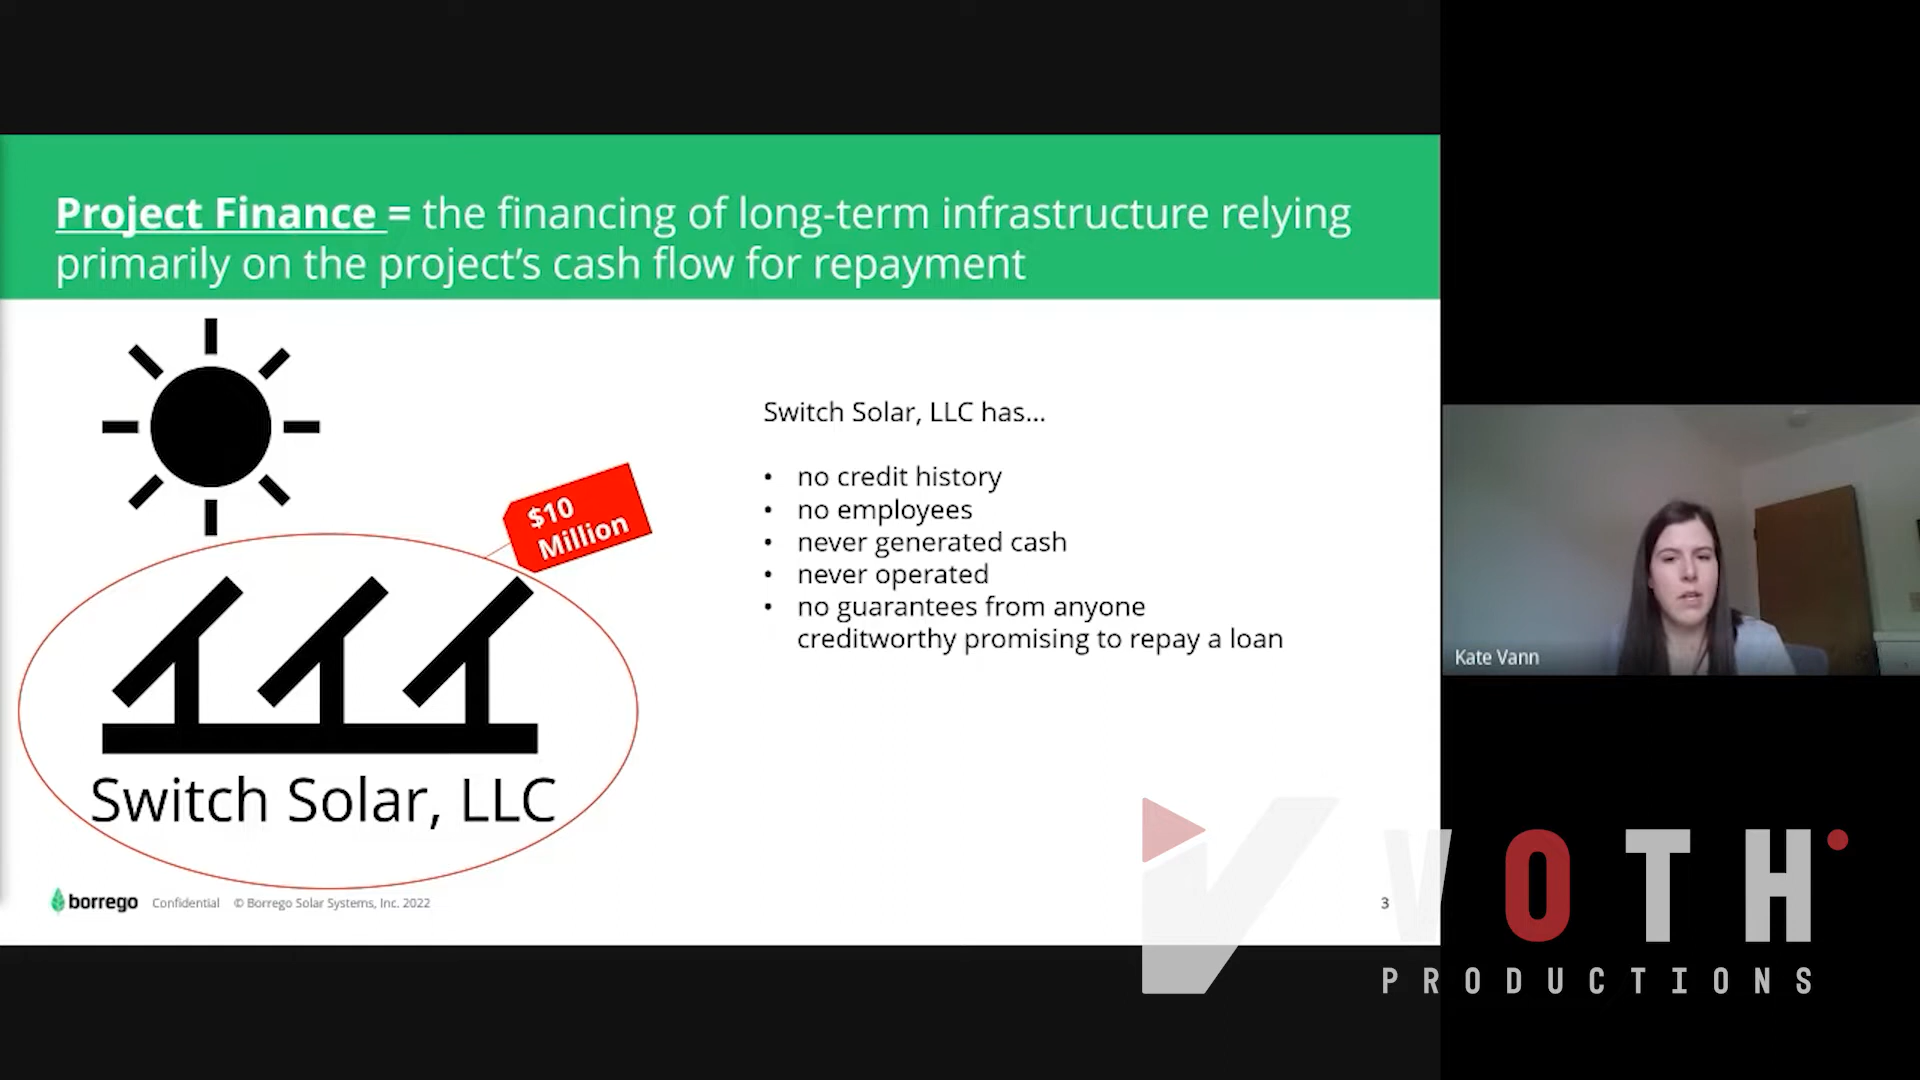 Project Finance = the financing of long-term infrastructure relying
primarily on the project's cash flow for repayment
$10
Million
Switch Solar, LLC
Switch Solar, LLC has...
• no credit history
• no employees
• never generated cash
• never operated
• no guarantees from anyone
creditworthy promising to repay a loan
Kate Vann
borrego Confidential © Borrego Solar Systems, Inc. 2022
3
VOTH
PRODUCTIONS